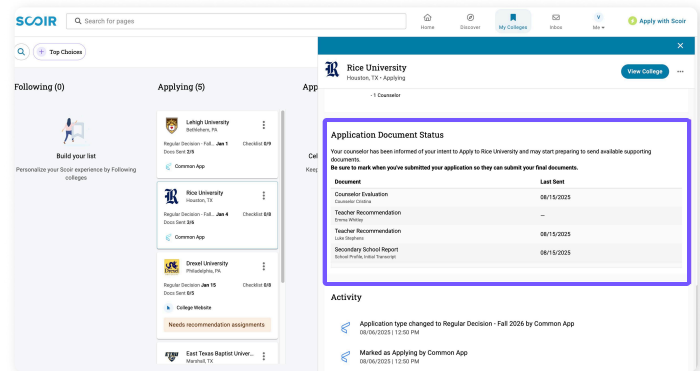 SCOIR
Search for pages
Home
Discover
My Colleges
Inbox
V
Me
Apply with Scoir
Top Choices
Following (0)
Build your list
Personalize your Scoir experience by Following
colleges
Applying (5)
Lehigh University
Bethlehem, PA
Regular Decision - Fall... Jan 1 Checklist 0/9
Docs Sent 2/5
Common App
Rice University
Houston, TX
Regular Decision - Fall... Jan 4 Checklist 0/8
Docs Sent 3/6
Common App
Drexel
Drexel University
Philadelphia, PA
Regular Decision Jan 15 Checklist 0/8
Docs Sent 0/5
College Website
Needs recommendation assignments
ETBU
East Texas Baptist Univer...
Marshall, TX
App
Cel
Keep
Rice University
Houston, TX • Applying
View College
- 1 Counselor
Application Document Status
Your counselor has been informed of your intent to Apply to Rice University and may start preparing to send available supporting
documents.
Be sure to mark when you've submitted your application so they can submit your final documents.
Document Last Sent
Counselor Evaluation
Counselor Cristina
08/15/2025
Teacher Recommendation
Emma Whitley
–
Teacher Recommendation
Luke Stephens
08/15/2025
Secondary School Report
School Profile, Initial Transcript
08/15/2025
Activity
Application type changed to Regular Decision - Fall 2026 by Common App
08/06/2025 | 12:50 PM
Marked as Applying by Common App
08/06/2025 | 12:50 PM